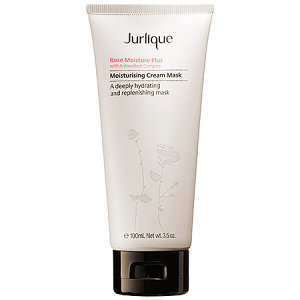 Jurlique
Rose Moisture Plus
with Antioxidant Complex
Moisturising Cream Mask
A deeply hydrating
and replenishing mask
℮ 100mL Net wt. 3.5 oz.